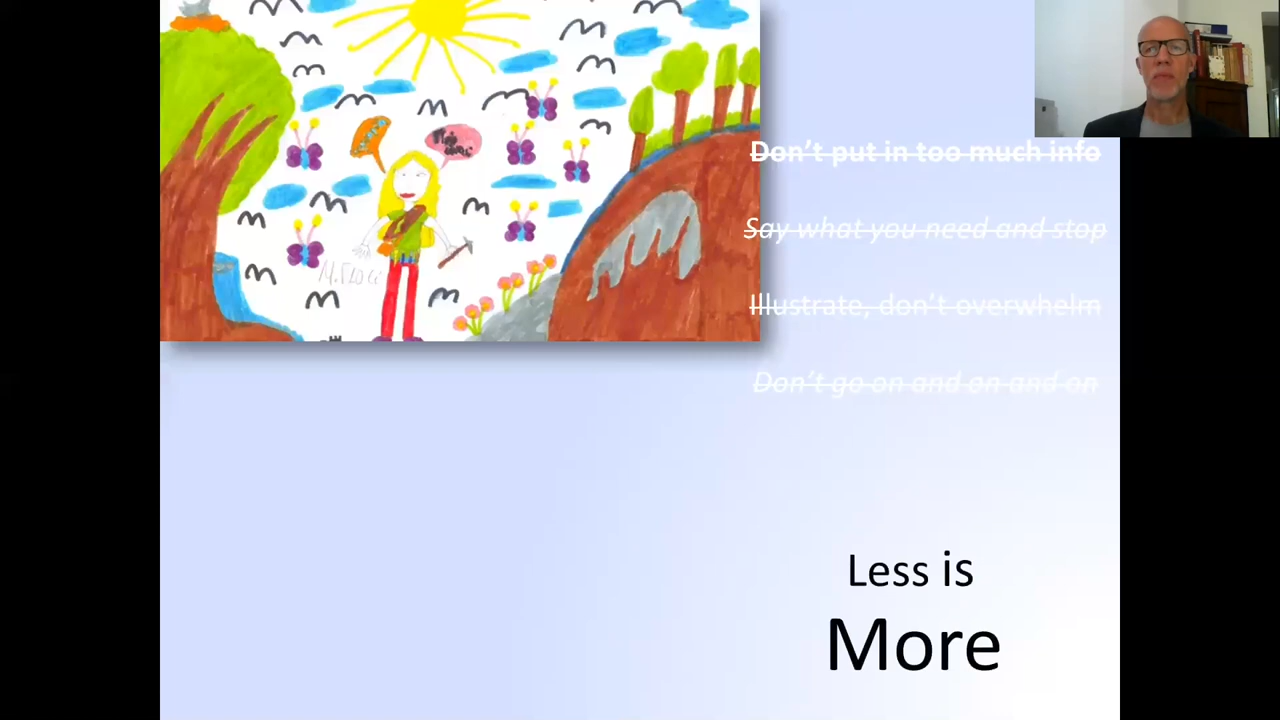 Don't put in too much info
Say what you need and stop
Illustrate, don't overwhelm
Don't go on and on and on
Less is
More